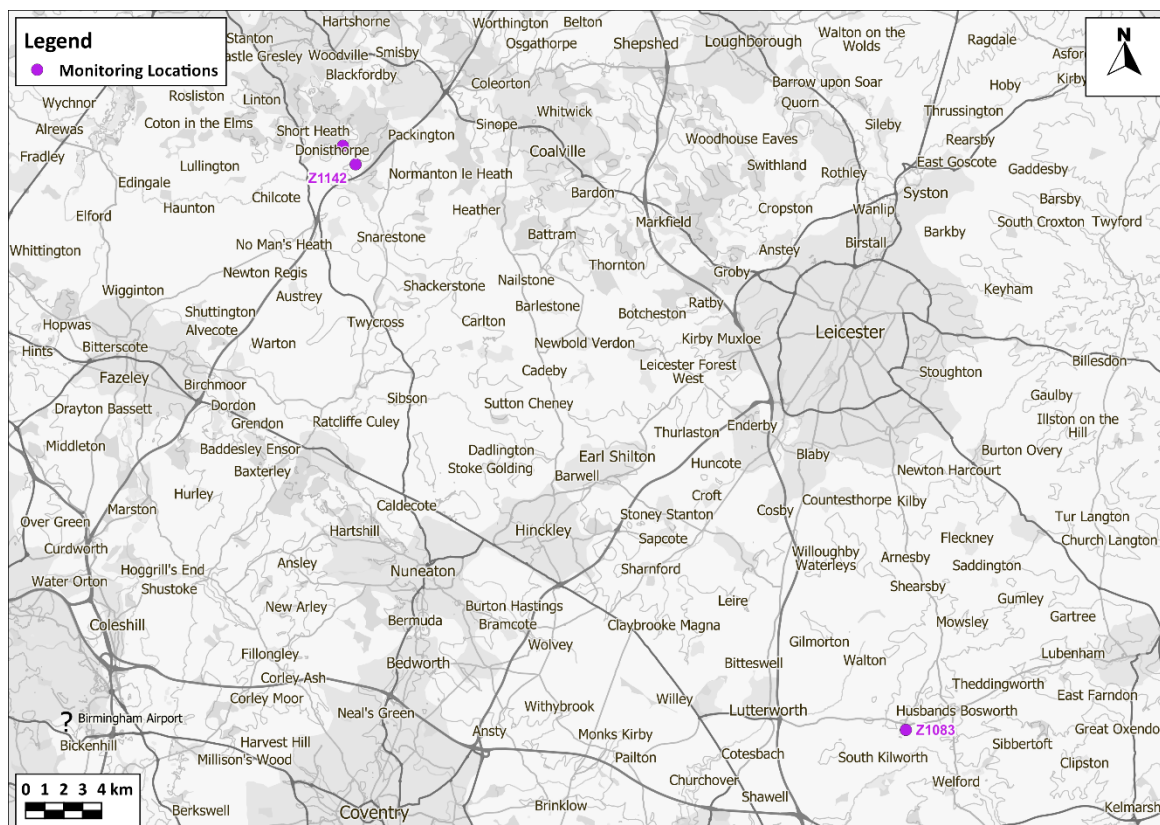 Legend
Monitoring Locations
N
Hartshorne
Worthington
Belton
Stanton
Woodville
Smisby
Osgathorpe
Shepshed
Loughborough
Walton on the
Wolds
Ragdale
astle Gresley
Blackfordby
Coleorton
Barrow upon Soar
Hoby
Asfor
Kirby
Wychnor
Rosliston
Linton
Whitwick
Quorn
Thrussington
Alrewas
Coton in the Elms
Short Heath
Packington
Sinope
Sileby
Rearsby
Fradley
Donisthorpe
Coalville
Woodhouse Eaves
East Goscote
Lullington
Z1142
Normanton le Heath
Swithland
Rothley
Gaddesby
Edingale
Chilcote
Bardon
Syston
Barsby
Elford
Haunton
Heather
Markfield
Cropston
Wanlip
South Croxton
Twyford
Whittington
No Man's Heath
Snarestone
Battram
Anstey
Birstall
Barkby
Newton Regis
Thornton
Groby
Wigginton
Austrey
Shackerstone
Nailstone
Ratby
Keyham
Shuttington
Barlestone
Botcheston
Hopwas
Alvecote
Twycross
Carlton
Leicester
Bitterscote
Warton
Newbold Verdon
Kirby Muxloe
Hints
Leicester Forest
West
Billesdon
Fazeley
Birchmoor
Cadeby
Stoughton
Drayton Bassett
Dordon
Sibson
Sutton Cheney
Gaulby
Grendon
Ratcliffe Culey
Thurlaston
Enderby
Illston on the
Hill
Middleton
Baddesley Ensor
Dadlington
Earl Shilton
Blaby
Burton Overy
Baxterley
Stoke Golding
Barwell
Huncote
Newton Harcourt
Hurley
Croft
Countesthorpe
Kilby
Marston
Caldecote
Stoney Stanton
Cosby
Over Green
Hartshill
Hinckley
Sapcote
Tur Langton
Curdworth
Willoughby
Waterleys
Arnesby
Fleckney
Church Langton
Water Orton
Hoggrill's End
Ansley
Nuneaton
Sharnford
Shearsby
Saddington
Shustoke
New Arley
Burton Hastings
Leire
Gumley
Coleshill
Bermuda
Bramcote
Claybrooke Magna
Mowsley
Gartree
Fillongley
Bedworth
Wolvey
Gilmorton
Lubenham
Corley Ash
Bitteswell
Walton
Corley Moor
Neal's Green
Withybrook
Willey
Lutterworth
Theddingworth
East Farndon
?
Birmingham Airport
Husbands Bosworth
Bickenhill
Harvest Hill
Ansty
Monks Kirby
Z1083
Sibbertoft
Great Oxendo
Millison's Wood
Pailton
Cotesbach
South Kilworth
Clipston
0 1 2 3 4 km
Churchover
Welford
Berkswell
Coventry
Brinklow
Shawell
Kelmarsh